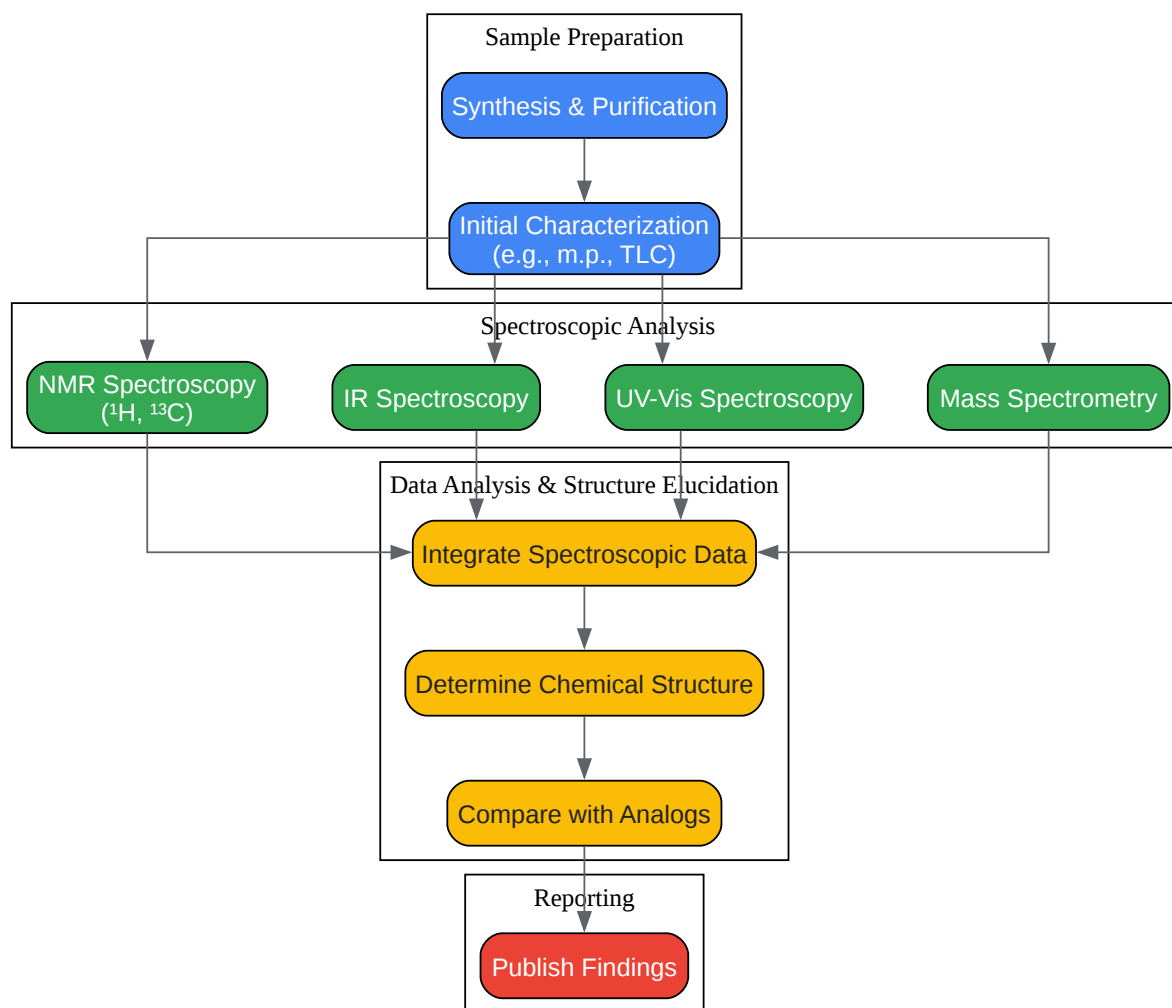 Sample Preparation
Synthesis & Purification
Initial Characterization
(e.g., m.p., TLC)
Spectroscopic Analysis
NMR Spectroscopy
(¹H, ¹³C)
IR Spectroscopy
UV-Vis Spectroscopy
Mass Spectrometry
Data Analysis & Structure Elucidation
Integrate Spectroscopic Data
Determine Chemical Structure
Compare with Analogs
Reporting
Publish Findings